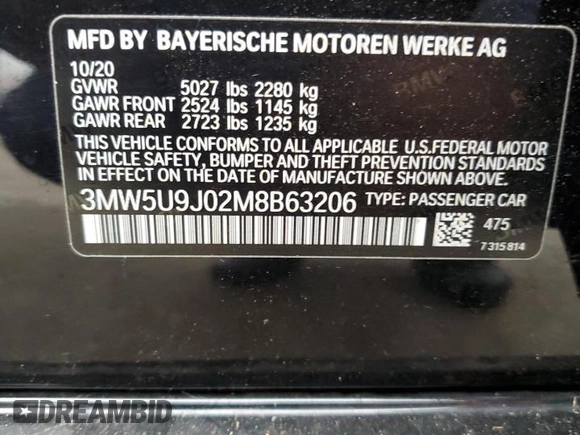 MFD BY BAYERISCHE MOTOREN WERKE AG
10/20
GVWR 5027 lbs 2280 kg
GAWR FRONT 2524 lbs 1145 kg
GAWR REAR 2723 lbs 1235 kg
THIS VEHICLE CONFORMS TO ALL APPLICABLE U.S.FEDERAL MOTOR
VEHICLE SAFETY, BUMPER AND THEFT PREVENTION STANDARDS
IN EFFECT ON THE DATE OF MANUFACTURE SHOWN ABOVE.
3MW5U9J02M8B63206 TYPE: PASSENGER CAR
475
7 315 814
DREAMBID